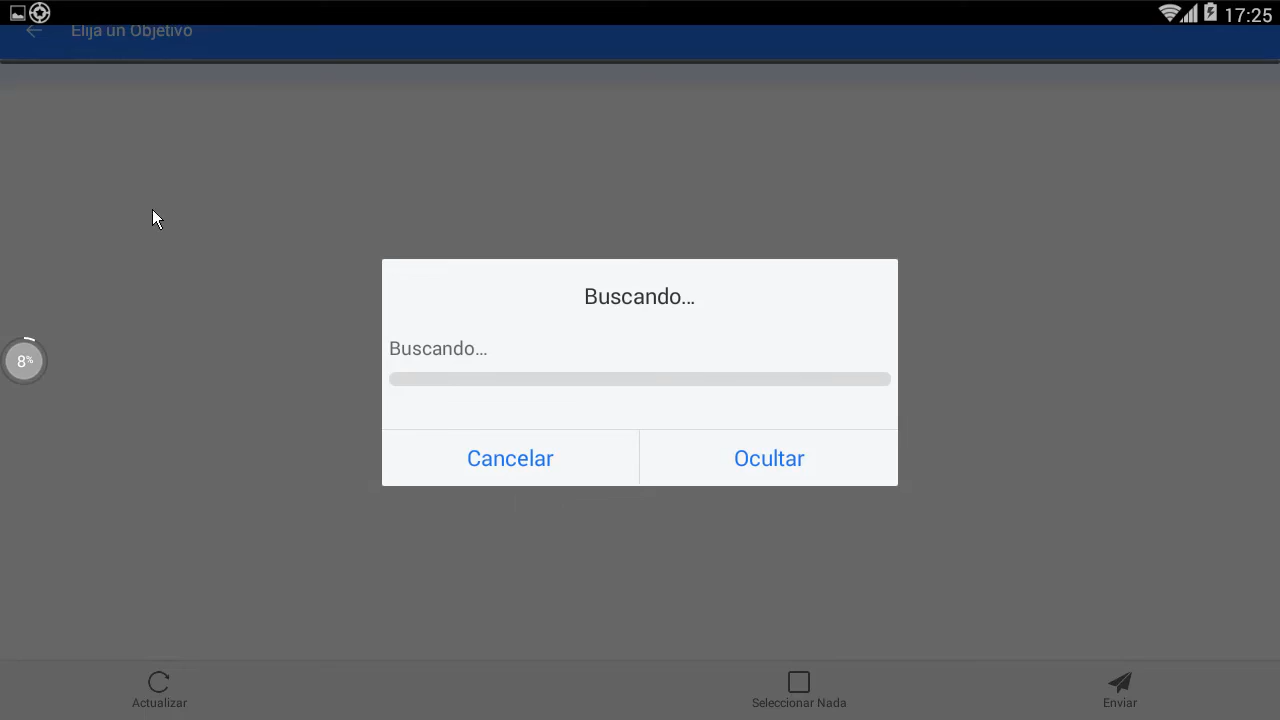 17:25
Elija un Objetivo
Buscando...
Buscando...
8%
Cancelar
Ocultar
Actualizar
Seleccionar Nada
Enviar